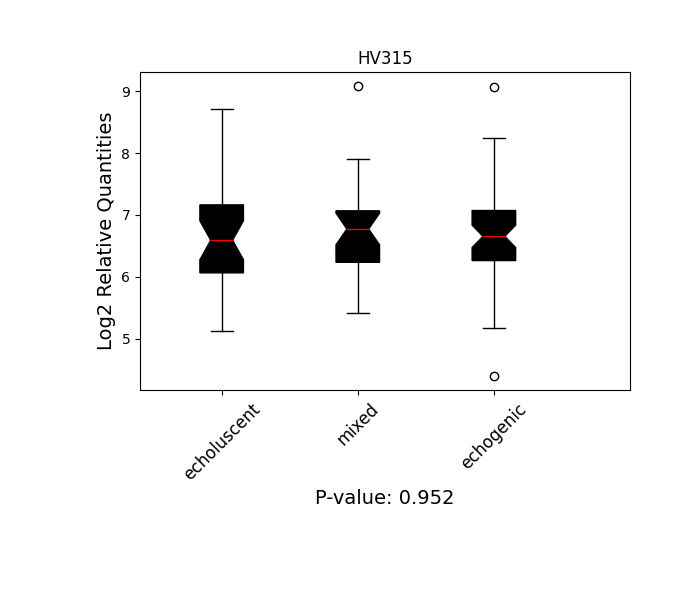 HV315
Log2 Relative Quantities
9
8
7
6
5
echoluscent
mixed
echogenic
P-value: 0.952